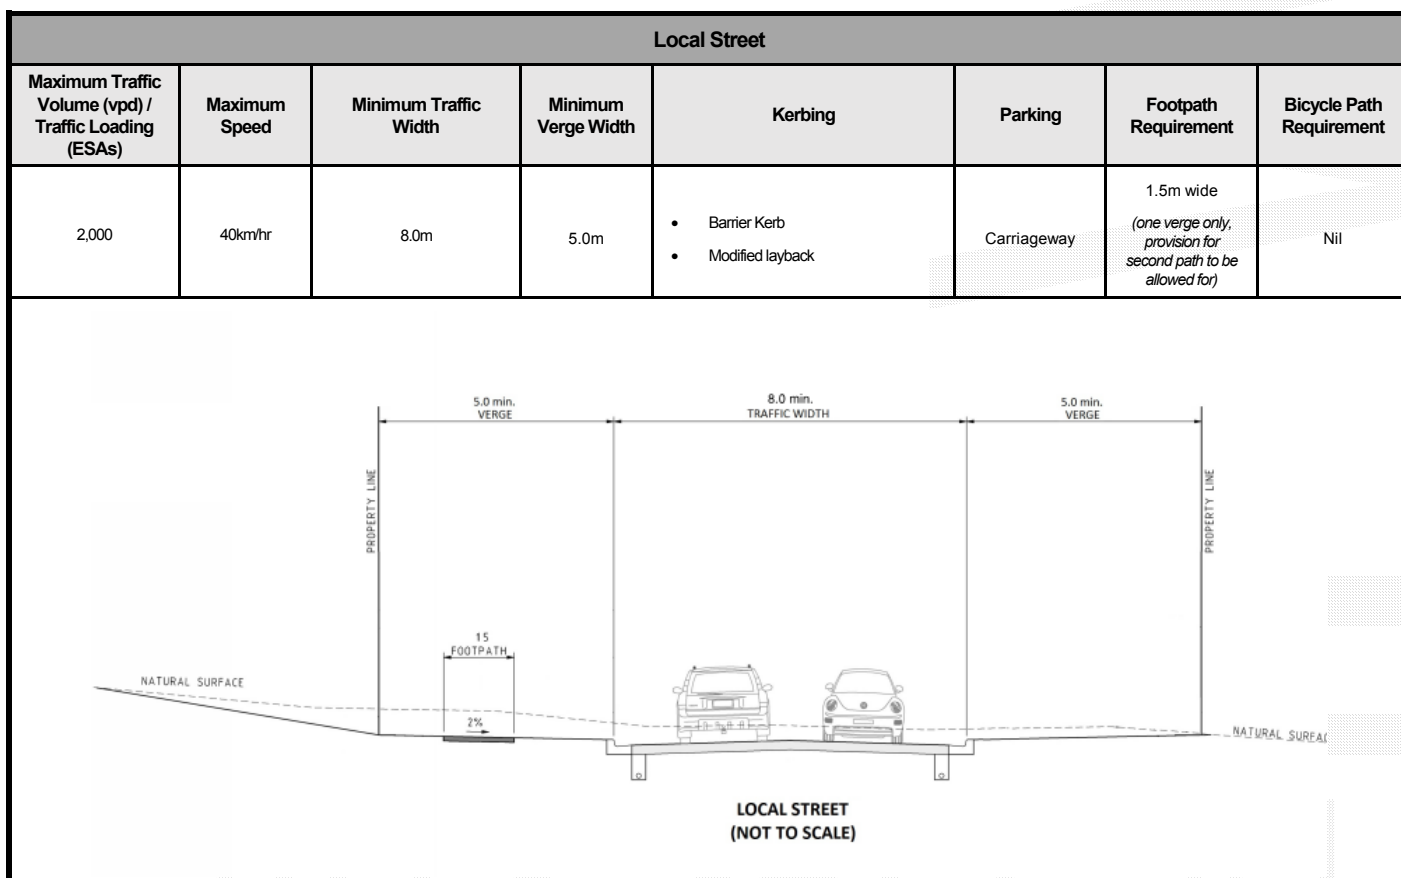 Local Street
Maximum Traffic
Volume (vpd) /
Traffic Loading
(ESAs)
Maximum
Speed
Minimum Traffic
Width
Minimum
Verge Width
Kerbing
Parking
Footpath
Requirement
Bicycle Path
Requirement
2,000
40km/hr
8.0m
5.0m
• Barrier Kerb
• Modified layback
Carriageway
1.5m wide
(one verge only,
provision for
second path to be
allowed for)
Nil
5.0 min.
VERGE
8.0 min.
TRAFFIC WIDTH
5.0 min.
VERGE
PROPERTY LINE
PROPERTY LINE
15
FOOTPATH
NATURAL SURFACE
2%
NATURAL SURFAC
LOCAL STREET
(NOT TO SCALE)